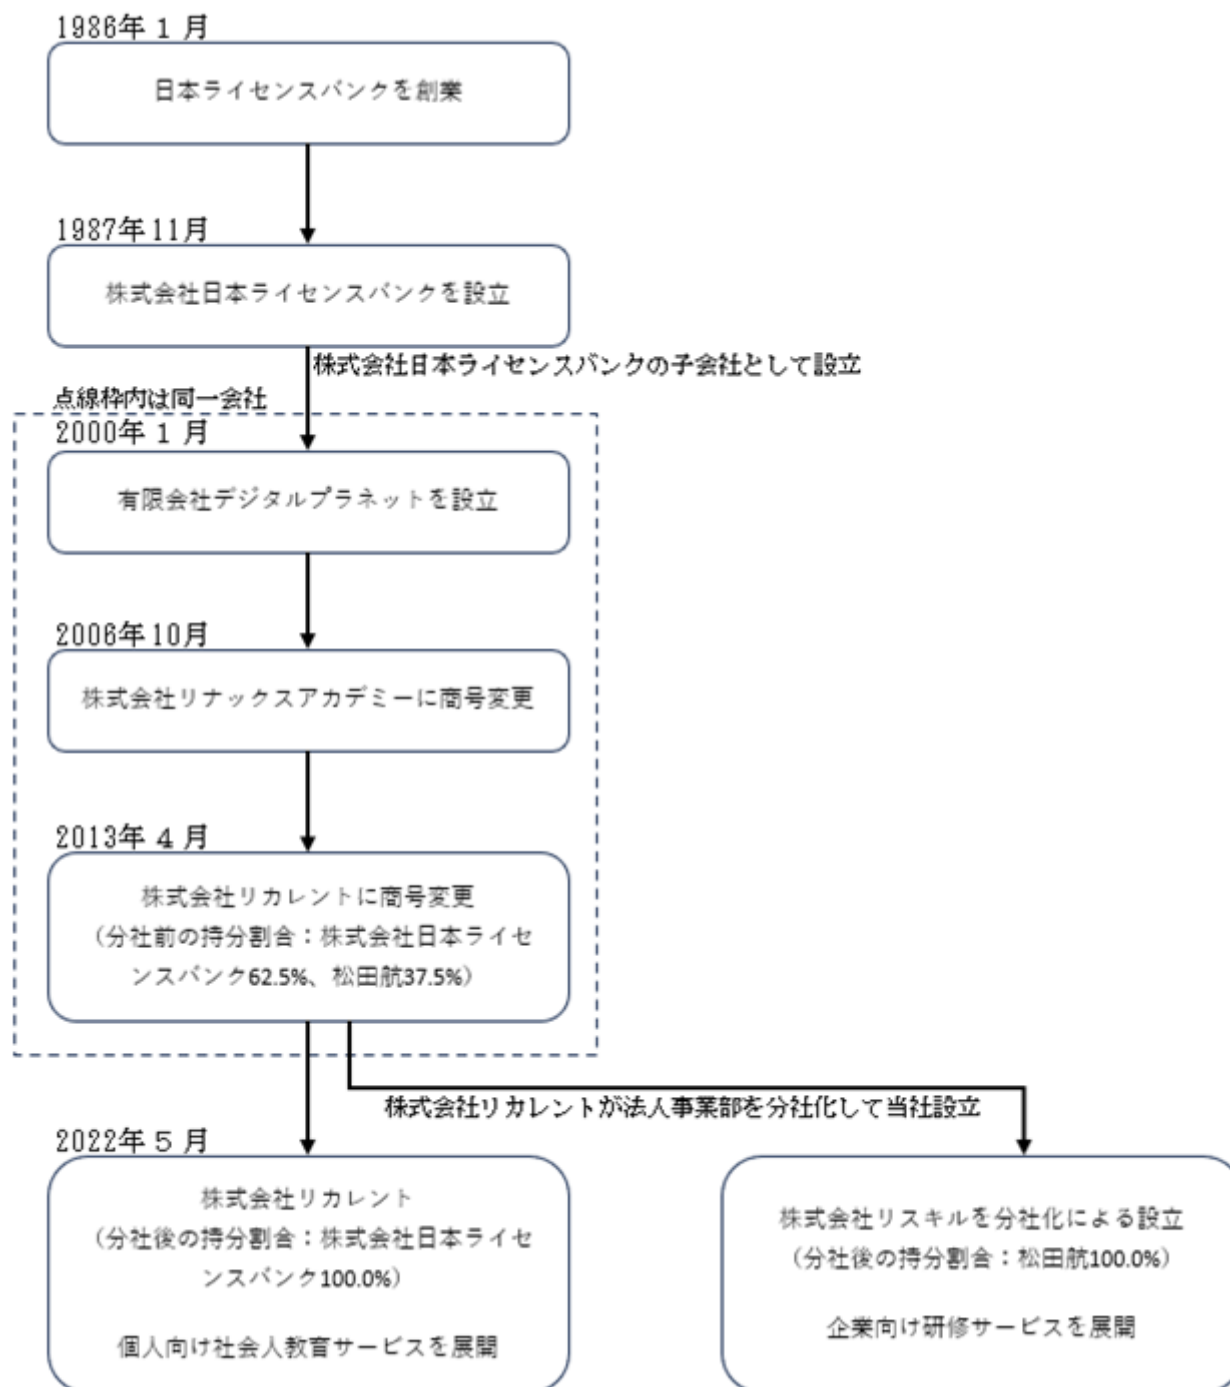 1986年 1 月
日本ライセンスバンクを創業
1987年11月
株式会社日本ライセンスバンクを設立
株式会社日本ライセンスバンクの子会社として設立
点線枠内は同一会社
2000年 1 月
有限会社デジタルプラネットを設立
2006年10月
株式会社リナックスアカデミーに商号変更
2013年 4 月
株式会社リカレントに商号変更
（分社前の持分割合：株式会社日本ライセ
ンスバンク62.5%、松田航37.5%）
株式会社リカレントが法人事業部を分社化して当社設立
2022年 5 月
株式会社リカレント
（分社後の持分割合：株式会社日本ライセ
ンスバンク100.0%）
個人向け社会人教育サービスを展開
株式会社リスキルを分社化による設立
（分社後の持分割合：松田航100.0%）
企業向け研修サービスを展開